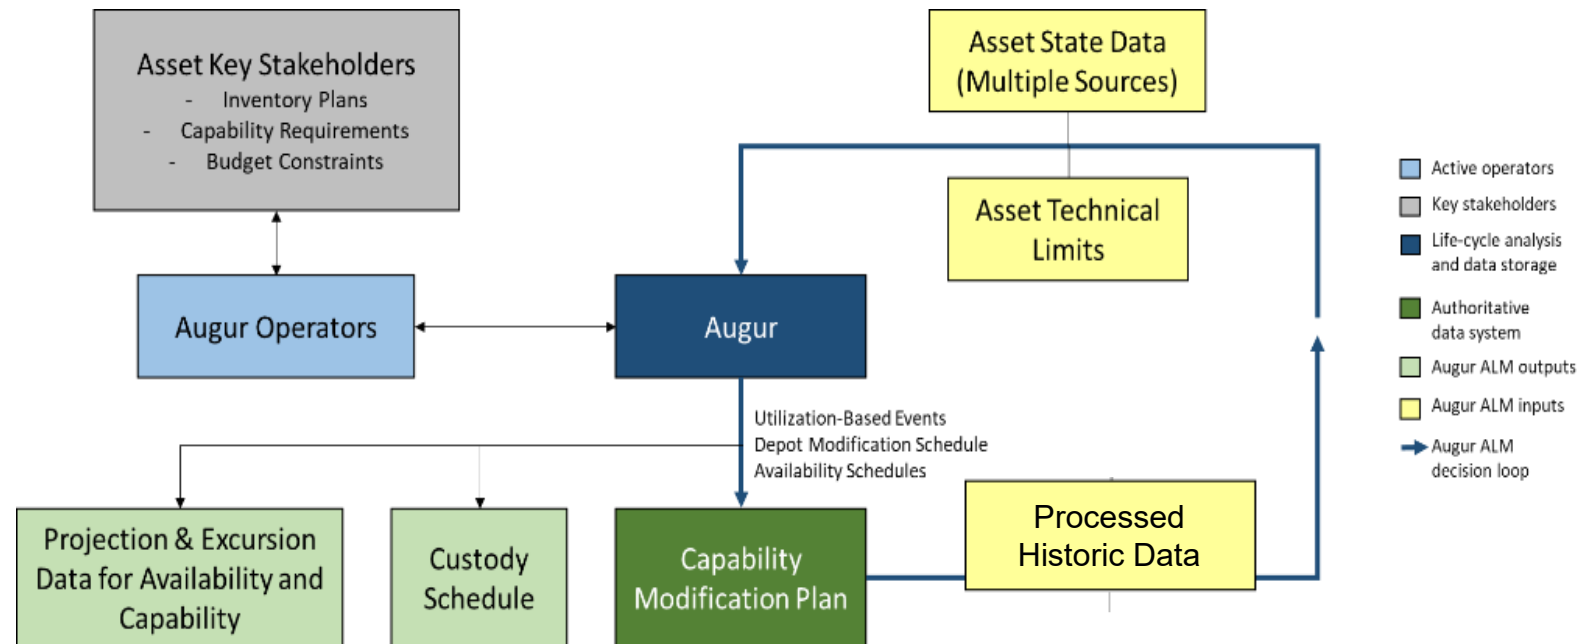 Asset Key Stakeholders
- Inventory Plans
- Capability Requirements
- Budget Constraints
Asset State Data
(Multiple Sources)
Asset Technical
Limits
Augur Operators
Augur
Utilization-Based Events
Depot Modification Schedule
Availability Schedules
Projection & Excursion
Data for Availability and
Capability
Custody
Schedule
Capability
Modification Plan
Processed
Historic Data
Active operators
Key stakeholders
Life-cycle analysis
and data storage
Authoritative
data system
Augur ALM outputs
Augur ALM inputs
Augur ALM
decision loop